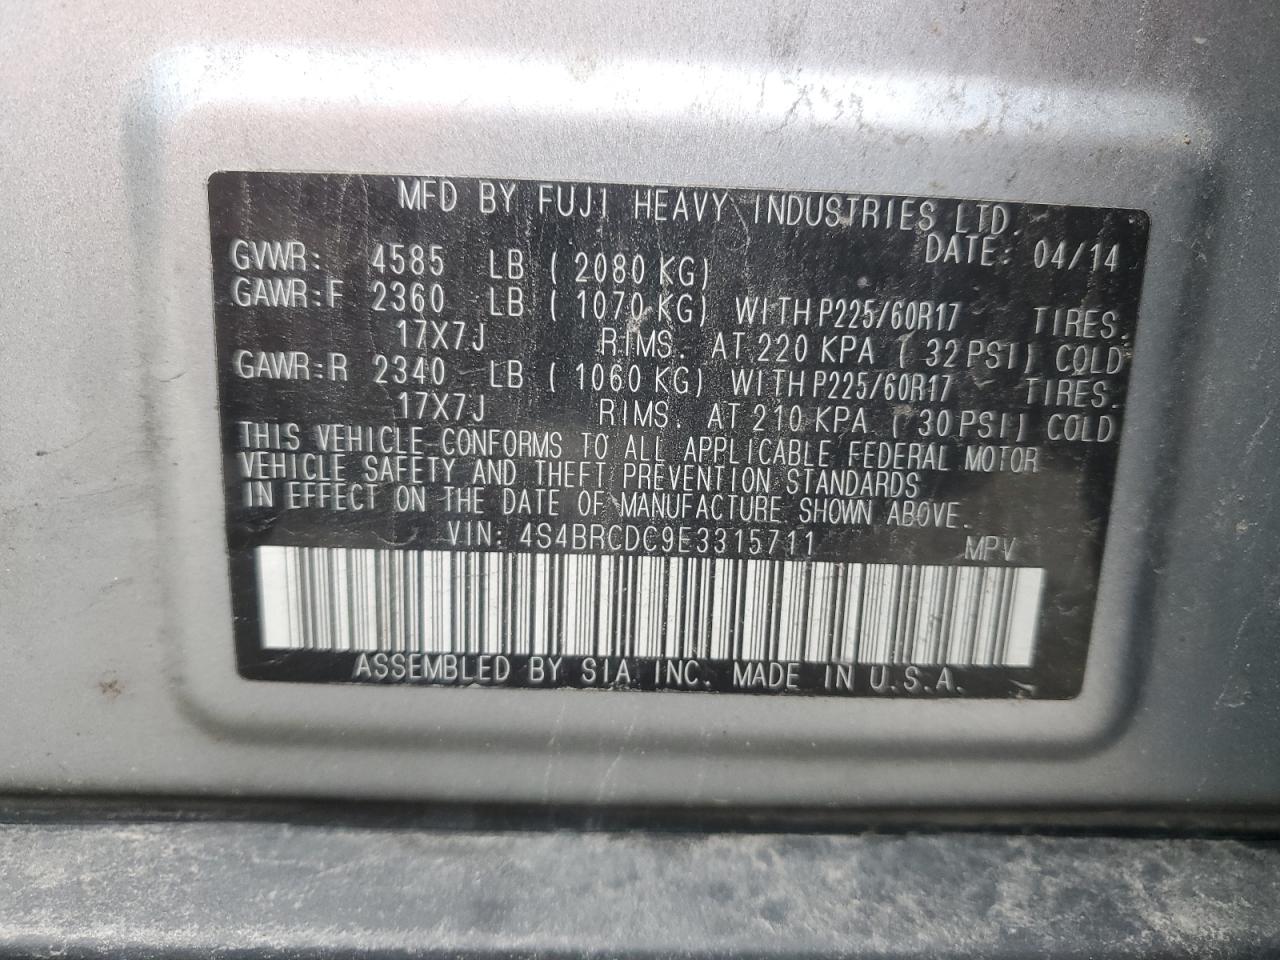 MFD BY FUJI HEAVY INDUSTRIES LTD.
DATE: 04/14
GVWR: 4585 LB ( 2080 KG)
GAWR:F 2360 LB ( 1070 KG) WITH P225/60R17 TIRES.
17X7J RIMS. AT 220 KPA ( 32 PSI) COLD
GAWR:R 2340 LB ( 1060 KG) WITH P225/60R17 TIRES.
17X7J RIMS. AT 210 KPA ( 30 PSI) COLD
THIS VEHICLE CONFORMS TO ALL APPLICABLE FEDERAL MOTOR
VEHICLE SAFETY AND THEFT PREVENTION STANDARDS
IN EFFECT ON THE DATE OF MANUFACTURE SHOWN ABOVE.
VIN: 4S4BRCDC9E3315711 MPV
ASSEMBLED BY SIA INC. MADE IN U.S.A.